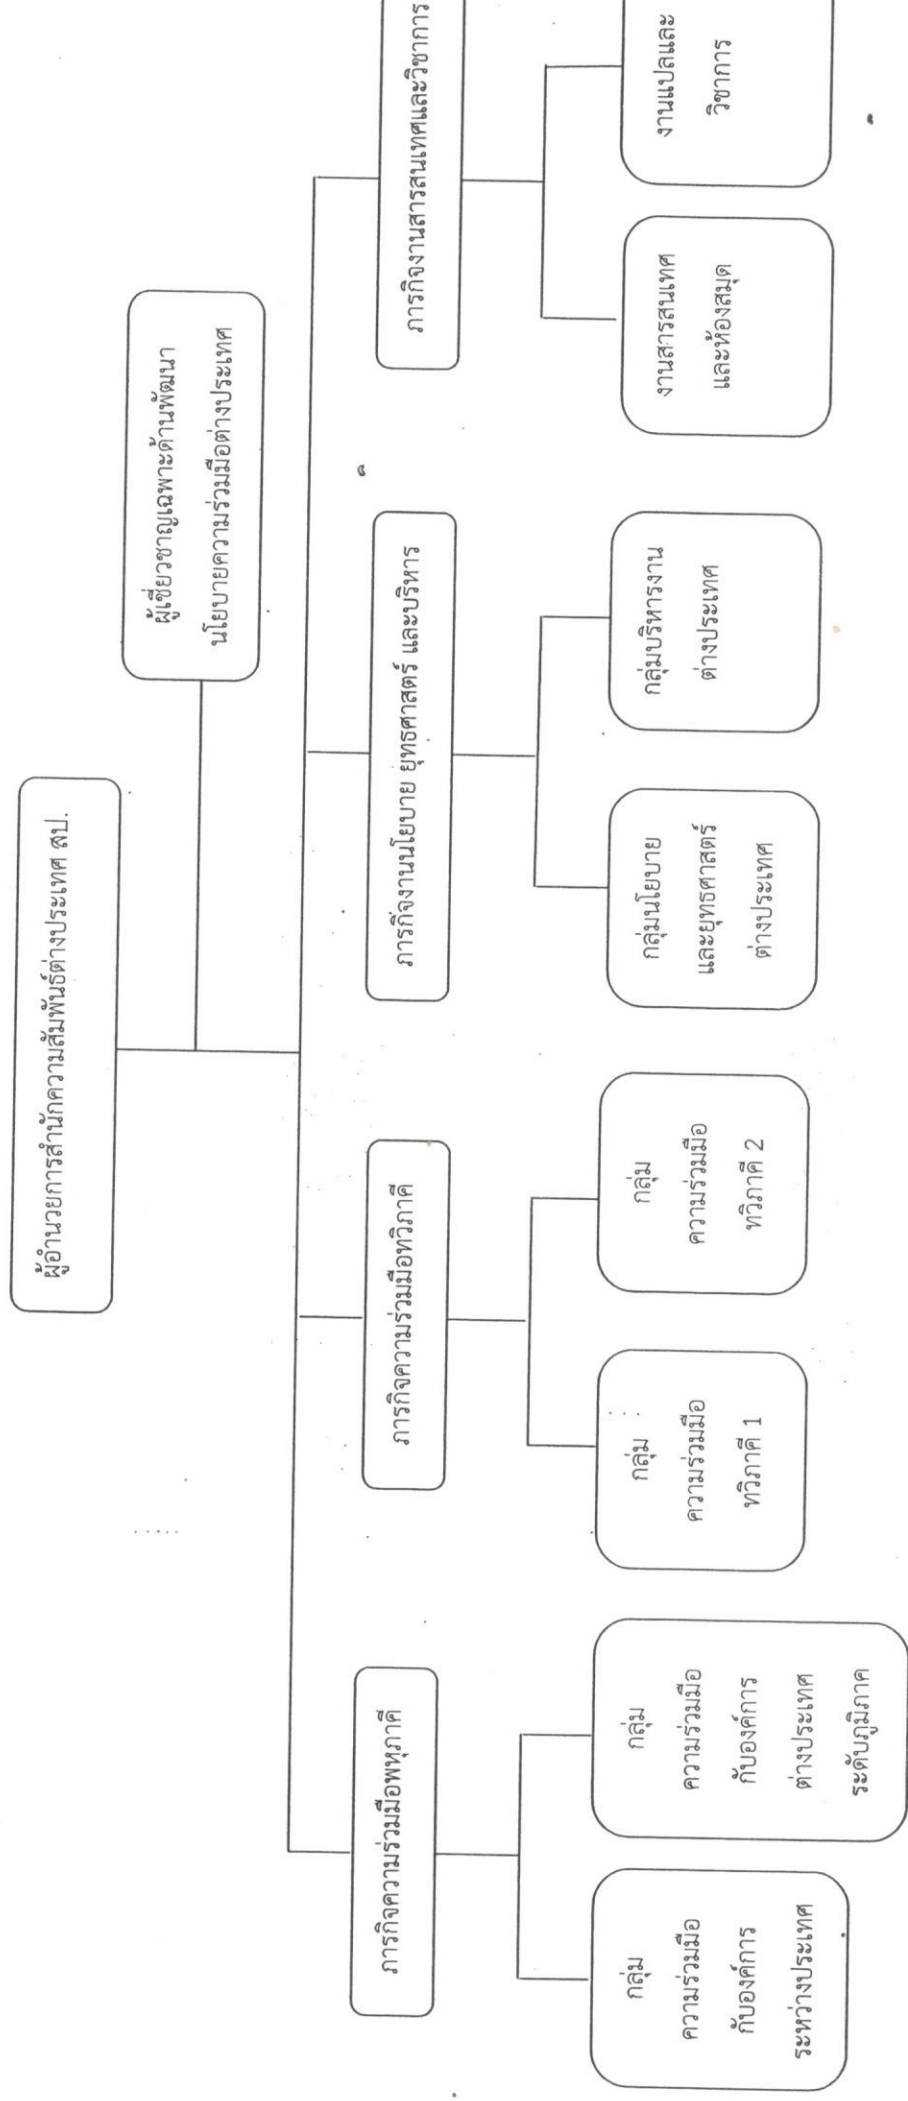 ผู้อำนวยการสำนักความสัมพันธ์ต่างประเทศ สป.
ผู้เชี่ยวชาญเฉพาะด้านพัฒนา
นโยบายความร่วมมือต่างประเทศ
ภารกิจความร่วมมือพหุภาคี
ภารกิจความร่วมมือทวิภาคี
ภารกิจงานนโยบาย ยุทธศาสตร์ และบริหาร
ภารกิจงานสารสนเทศและวิชาการ
กลุ่ม
ความร่วมมือ
กับองค์การ
ระหว่างประเทศ
กลุ่ม
ความร่วมมือ
กับองค์การ
ต่างประเทศ
ระดับภูมิภาค
กลุ่ม
ความร่วมมือ
ทวิภาคี 1
กลุ่ม
ความร่วมมือ
ทวิภาคี 2
กลุ่มนโยบาย
และยุทธศาสตร์
ต่างประเทศ
กลุ่มบริหารงาน
ต่างประเทศ
งานสารสนเทศ
และห้องสมุด
งานแปลและ
วิชาการ